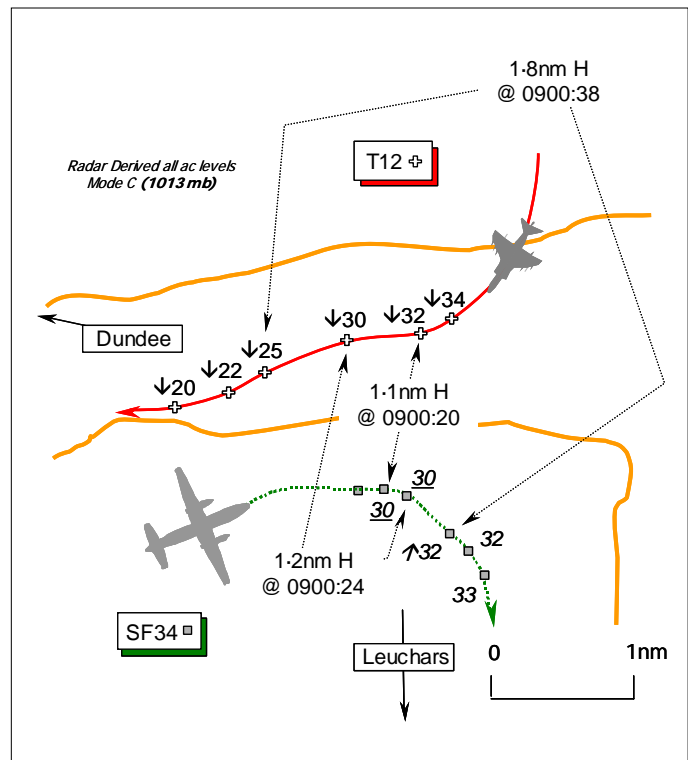 1·8nm H
@ 0900:38
Radar Derived all ac levels
Mode C (1013 mb)
T12
Dundee
↓34
↓32
↓30
↓25
↓22
↓20
1·1nm H
@ 0900:20
30
30
1·2nm H
@ 0900:24
↑32
32
33
SF34
Leuchars
0
1nm